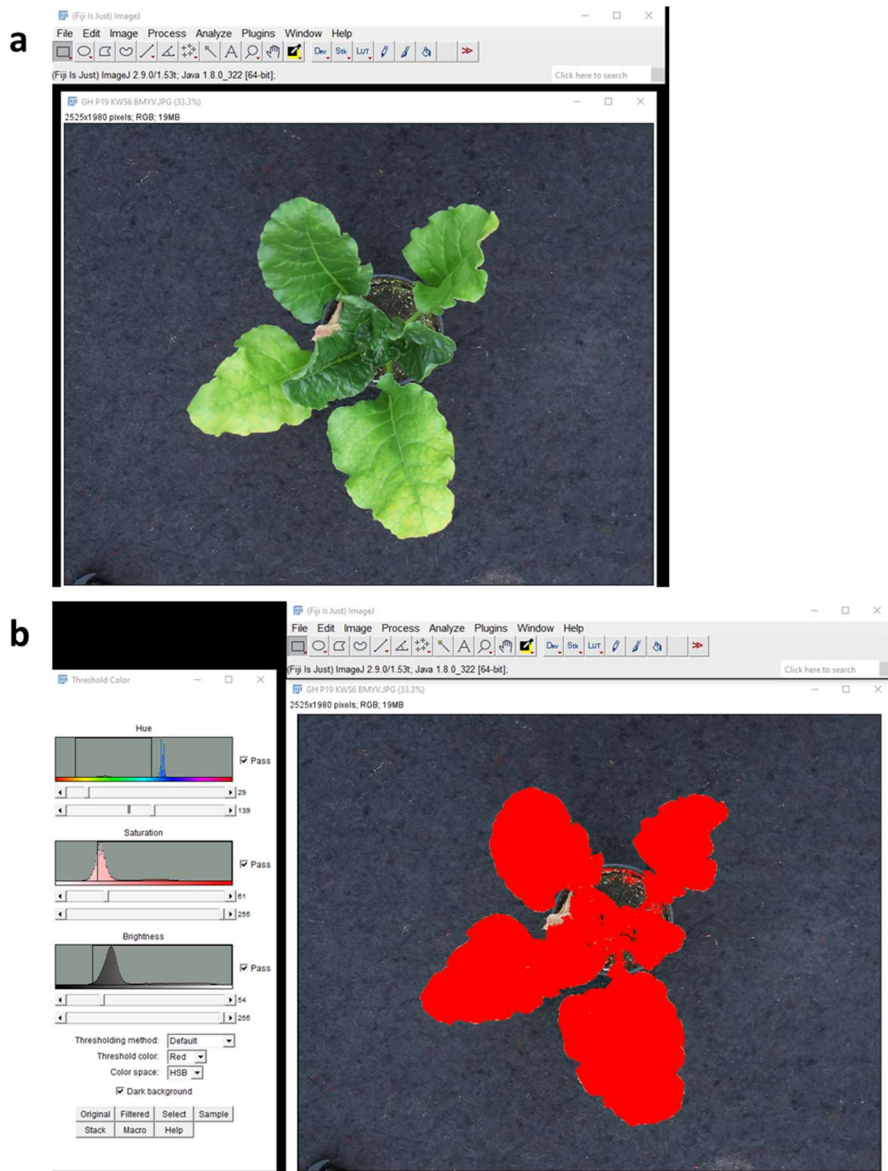 a
(Fiji Is Just) ImageJ
File Edit Image Process Analyze Plugins Window Help
Dev Stk LUT
(Fiji Is Just) ImageJ 2.9.0/1.53t; Java 1.8.0_322 [64-bit];
Click here to search
GH P19 KWS6 BMYV.JPG (33.3%)
2525x1980 pixels; RGB; 19MB
b
(Fiji Is Just) ImageJ
File Edit Image Process Analyze Plugins Window Help
Dev Stk LUT
(Fiji Is Just) ImageJ 2.9.0/1.53t; Java 1.8.0_322 [64-bit];
Click here to search
Threshold Color
Hue
Pass
29
139
Saturation
Pass
61
255
Brightness
Pass
54
255
Thresholding method: Default
Threshold color: Red
Color space: HSB
Dark background
Original Filtered Select Sample
Stack Macro Help
GH P19 KWS6 BMYV.JPG (33.3%)
2525x1980 pixels; RGB; 19MB